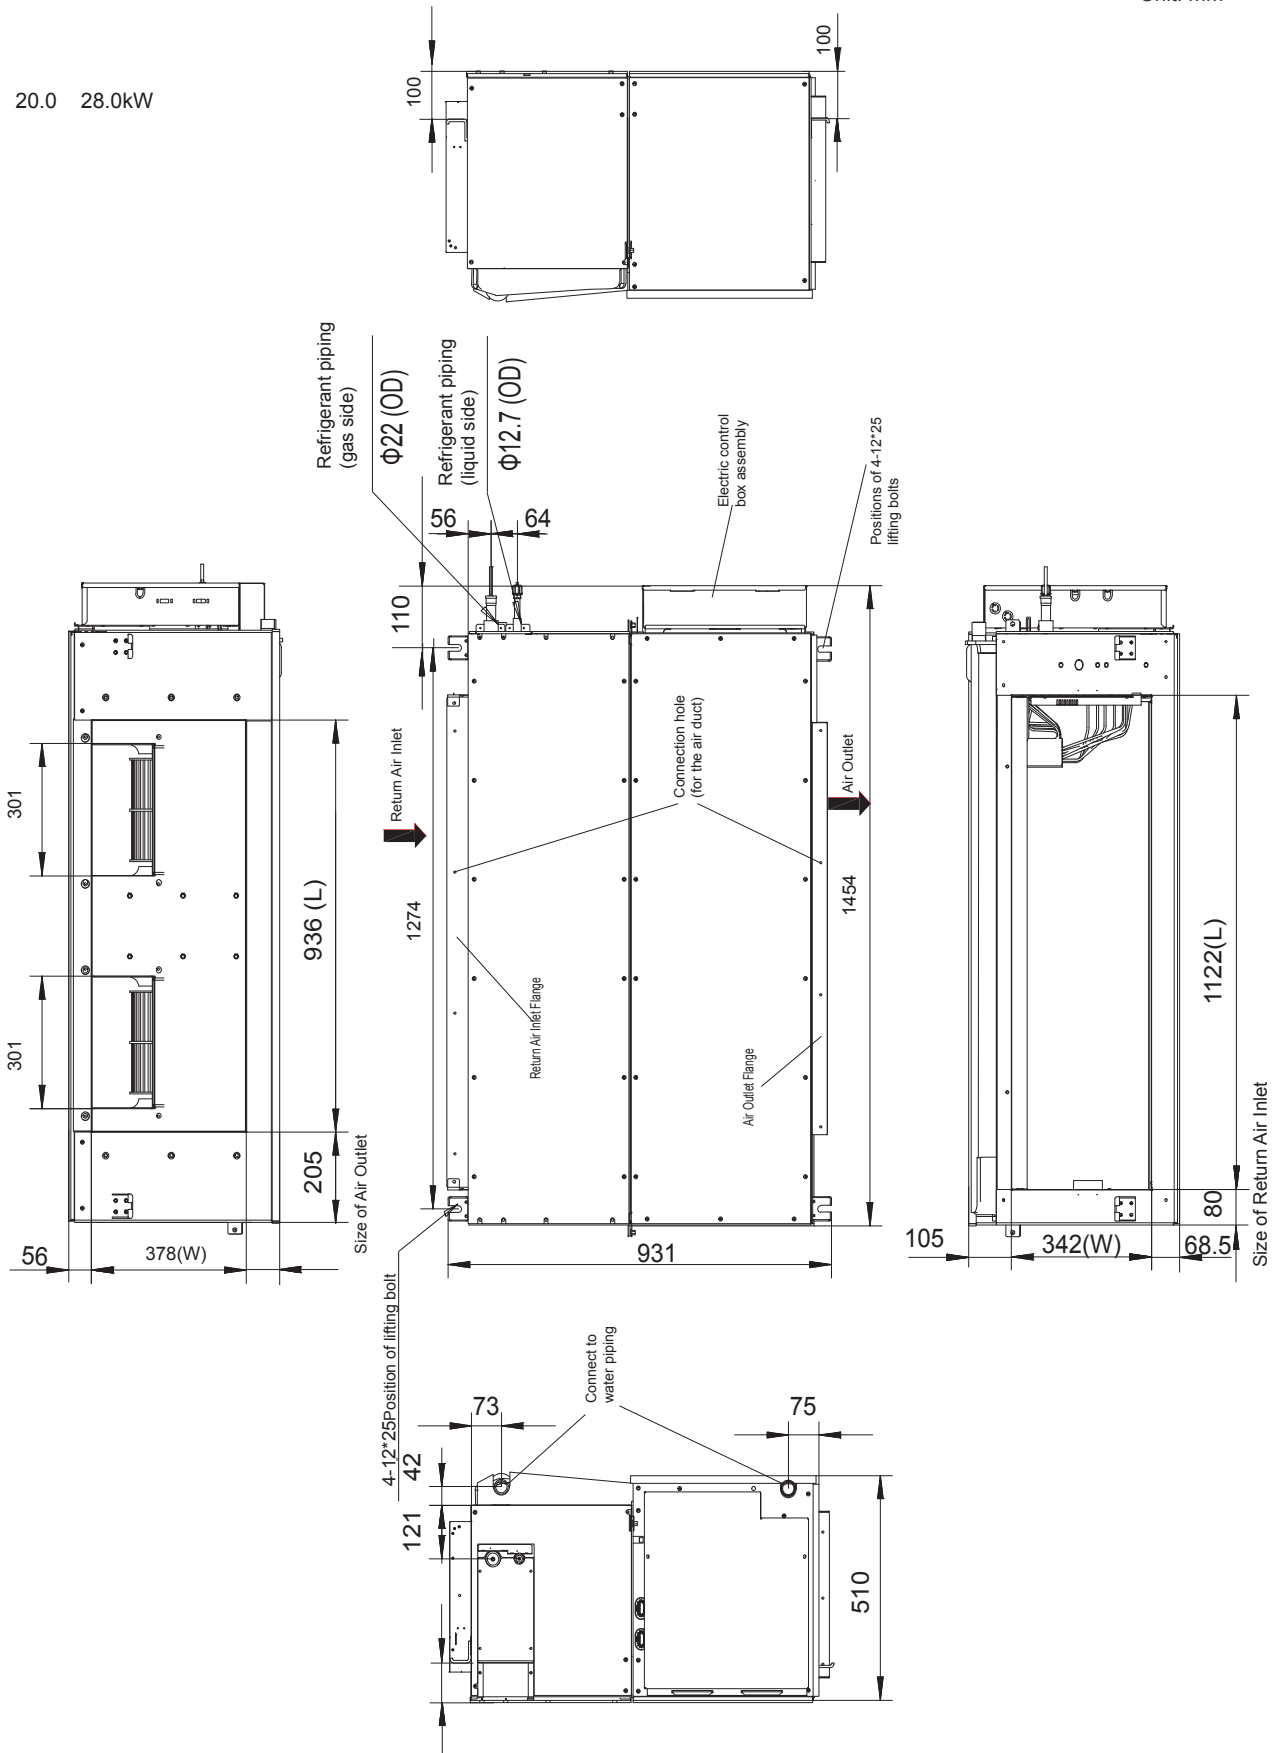 20.0 28.0kW
100
100
Refrigerant piping
(gas side)
Φ22 (OD)
Refrigerant piping
(liquid side)
Φ12.7 (OD)
Electric control
box assembly
Positions of 4-12*25
lifting bolts
56
64
110
Return Air Inlet
Connection hole
(for the air duct)
Air Outlet
301
301
936 (L)
205
Size of Air Outlet
56
378(W)
1274
1454
Return Air Inlet Flange
Air Outlet Flange
931
1122(L)
80
Size of Return Air Inlet
105
342(W)
68.5
4-12*25Position of lifting bolt
73
Connect to
water piping
75
42
121
510